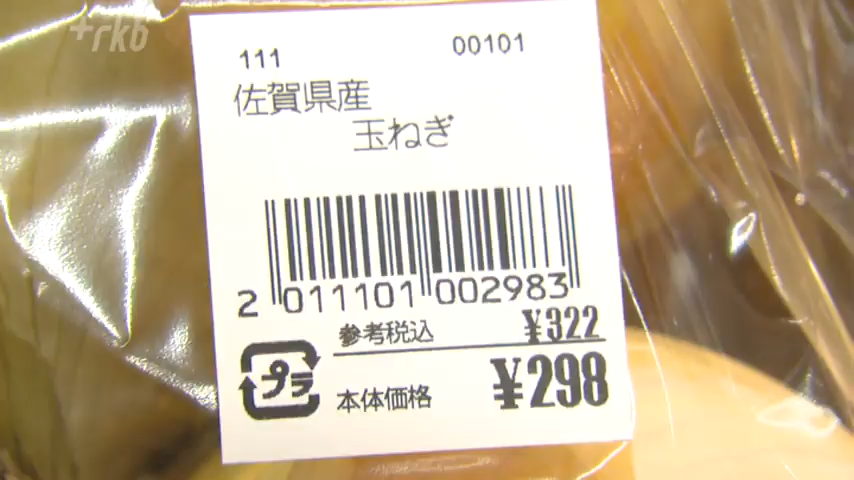 rkb
111 00101
佐賀県産
玉ねぎ
2 011101 002983
参考税込 ¥322
プラ
本体価格 ¥298